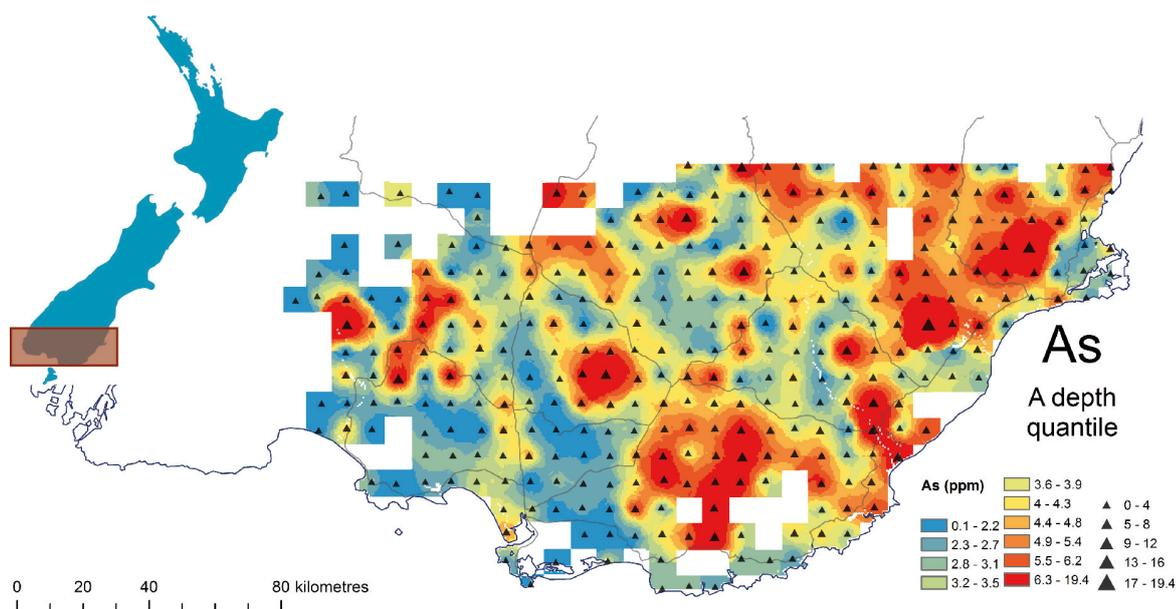 As
A depth
quantile
As (ppm)
0.1 - 2.2
2.3 - 2.7
2.8 - 3.1
3.2 - 3.5
3.6 - 3.9
4 - 4.3
4.4 - 4.8
4.9 - 5.4
5.5 - 6.2
6.3 - 19.4
0 - 4
5 - 8
9 - 12
13 - 16
17 - 19.4
0 20 40 80 kilometres